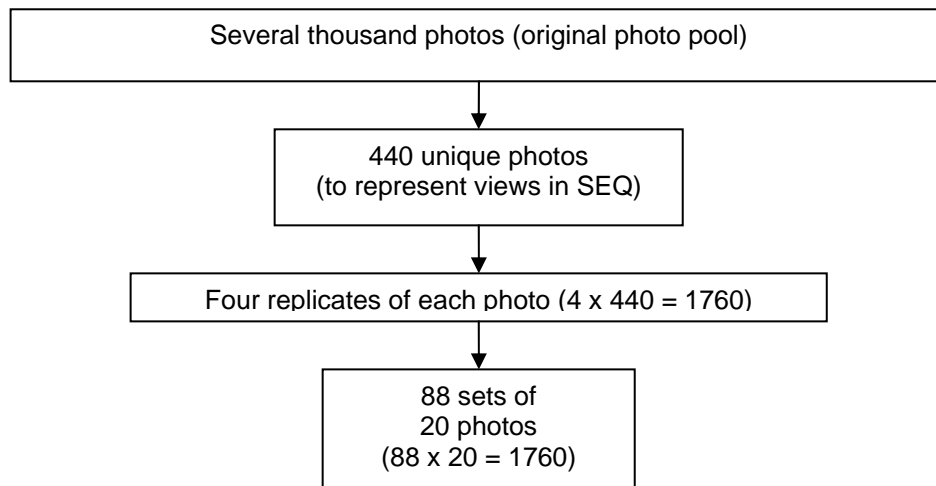 Several thousand photos (original photo pool)
440 unique photos
(to represent views in SEQ)
Four replicates of each photo (4 x 440 = 1760)
88 sets of
20 photos
(88 x 20 = 1760)